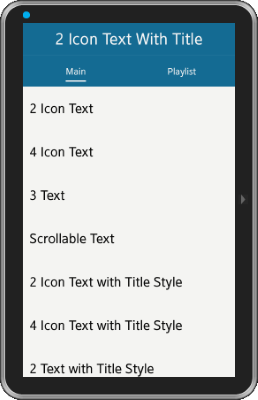 2 Icon Text With Title
Main Playlist
2 Icon Text
4 Icon Text
3 Text
Scrollable Text
2 Icon Text with Title Style
4 Icon Text with Title Style
2 Text with Title Style